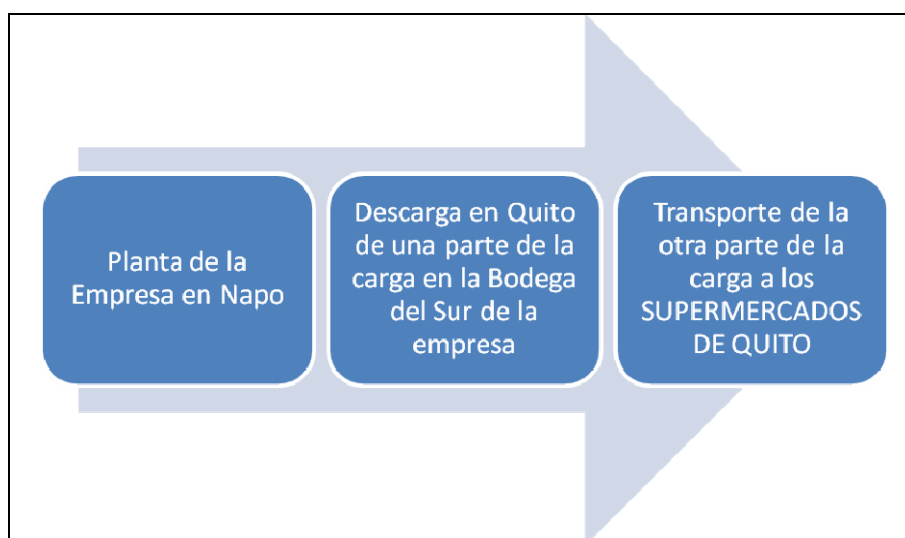 Planta de la
Empresa en Napo
Descarga en Quito
de una parte de la
carga en la Bodega
del Sur de la
empresa
Transporte de la
otra parte de la
carga a los
SUPERMERCADOS
DE QUITO